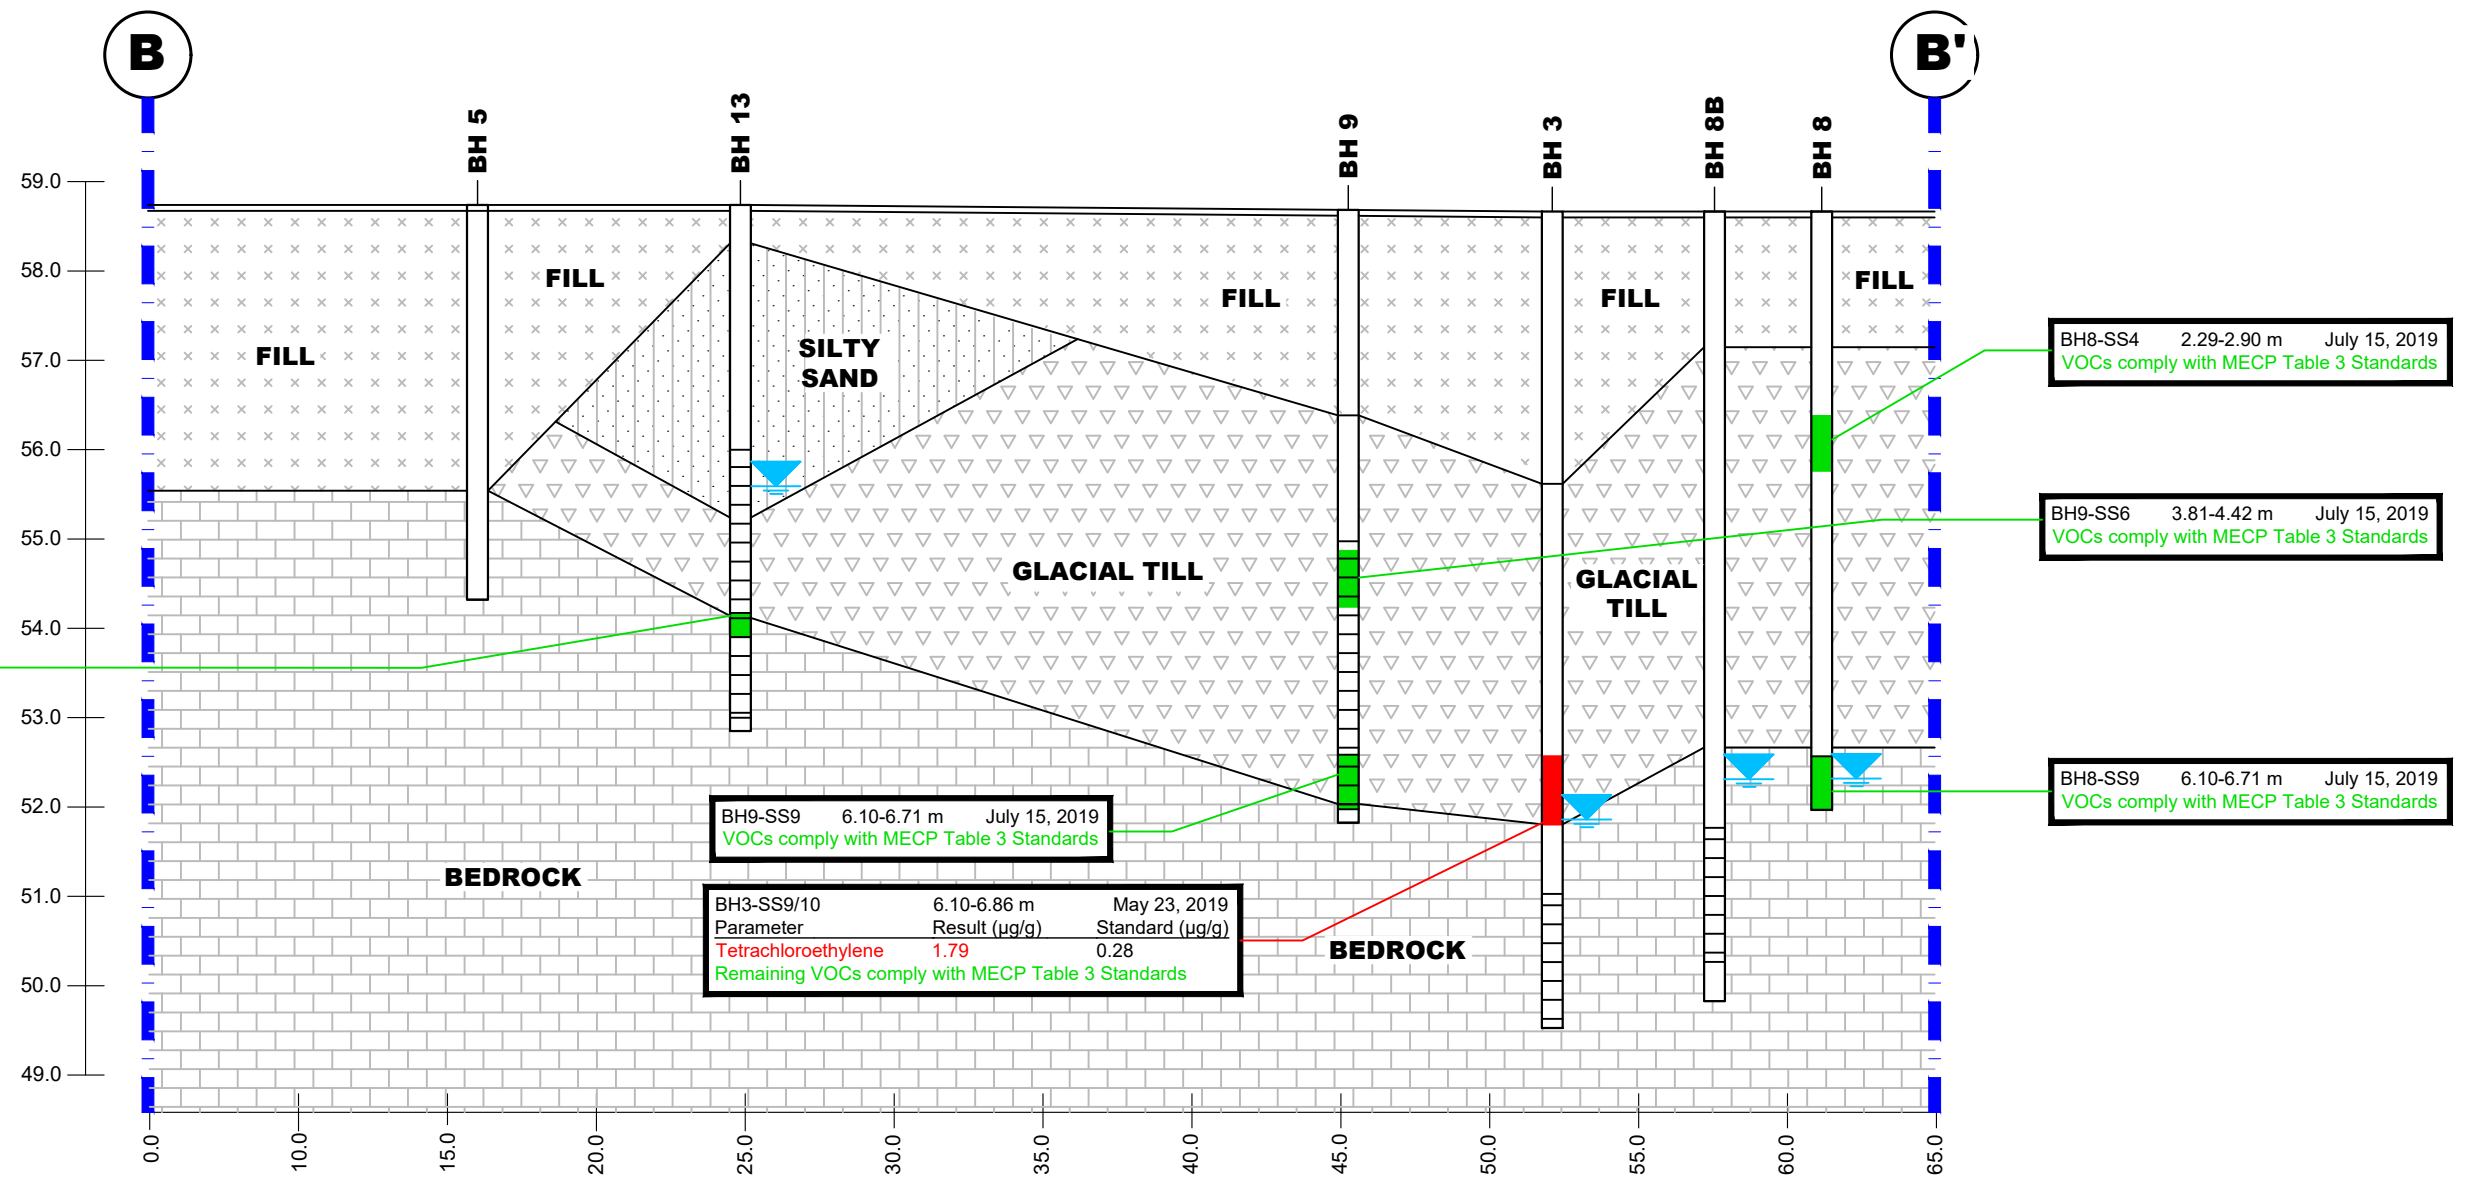 B
B'
BH 5
BH 13
BH 9
BH 3
BH 8B
BH 8
59.0
58.0
57.0
56.0
55.0
54.0
53.0
52.0
51.0
50.0
49.0
FILL
FILL
FILL
FILL
FILL
SILTY
SAND
GLACIAL TILL
GLACIAL
TILL
BEDROCK
BEDROCK
BH8-SS4 2.29-2.90 m July 15, 2019
VOCs comply with MECP Table 3 Standards
BH9-SS6 3.81-4.42 m July 15, 2019
VOCs comply with MECP Table 3 Standards
BH8-SS9 6.10-6.71 m July 15, 2019
VOCs comply with MECP Table 3 Standards
BH9-SS9 6.10-6.71 m July 15, 2019
VOCs comply with MECP Table 3 Standards
BH3-SS9/10 6.10-6.86 m May 23, 2019
Parameter Result (µg/g) Standard (µg/g)
Tetrachloroethylene 1.79 0.28
Remaining VOCs comply with MECP Table 3 Standards
0.0
10.0
15.0
20.0
25.0
30.0
35.0
40.0
45.0
50.0
55.0
60.0
65.0